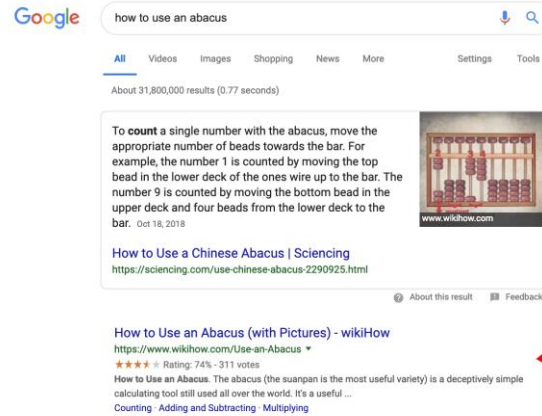 Google
how to use an abacus
All Videos Images Shopping News More Settings Tools
About 31,800,000 results (0.77 seconds)
To count a single number with the abacus, move the
appropriate number of beads towards the bar. For
example, the number 1 is counted by moving the top
bead in the lower deck of the ones wire up to the bar. The
number 9 is counted by moving the bottom bead in the
upper deck and four beads from the lower deck to the
bar. Oct 18, 2018
www.wikihow.com
How to Use a Chinese Abacus | Sciencing
https://sciencing.com/use-chinese-abacus-2290925.html
About this result Feedback
How to Use an Abacus (with Pictures) - wikiHow
https://www.wikihow.com/Use-an-Abacus
Rating: 74% - 311 votes
How to Use an Abacus. The abacus (the suanpan is the most useful variety) is a deceptively simple
calculating tool still used all over the world. It's a useful ...
Counting · Adding and Subtracting · Multiplying